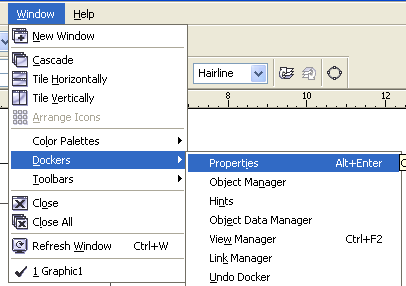 Window Help
New Window
Cascade
Tile Horizontally
Tile Vertically
Arrange Icons
Color Palettes
Dockers
Toolbars
Close
Close All
Refresh Window Ctrl+W
1 Graphic1
Hairline
8 10 12
Properties Alt+Enter
Object Manager
Hints
Object Data Manager
View Manager Ctrl+F2
Link Manager
Undo Docker